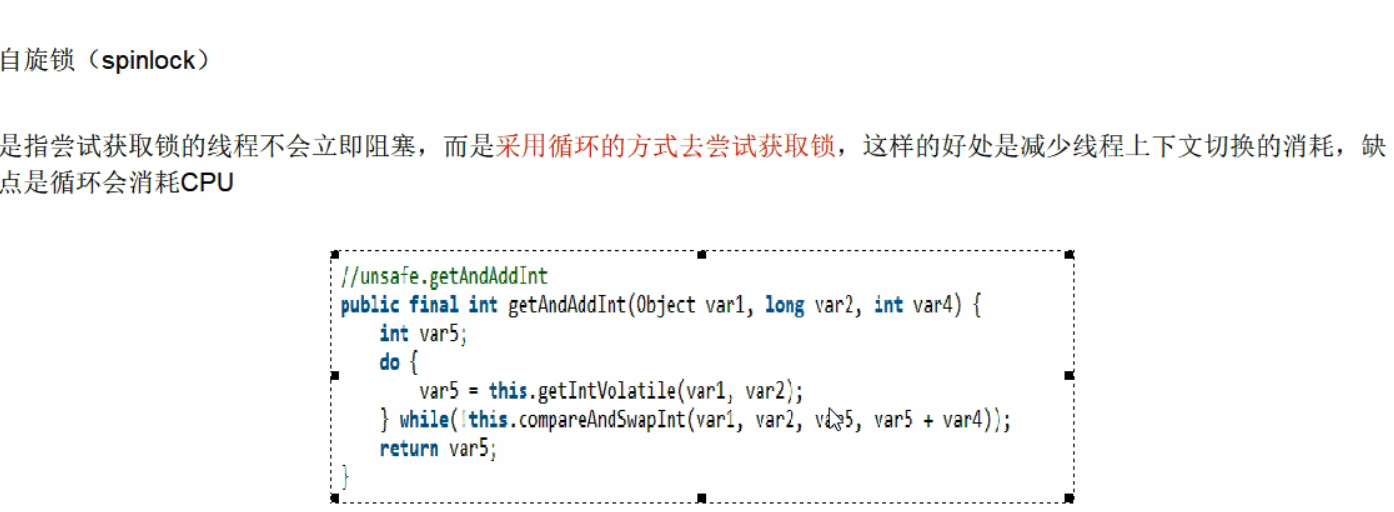 自旋锁（spinlock）
是指尝试获取锁的线程不会立即阻塞，而是采用循环的方式去尝试获取锁，这样的好处是减少线程上下文切换的消耗，缺
点是循环会消耗CPU
//unsafe.getAndAddInt
public final int getAndAddInt(Object var1, long var2, int var4) {
int var5;
do {
var5 = this.getIntVolatile(var1, var2);
} while(!this.compareAndSwapInt(var1, var2, var5, var5 + var4));
return var5;
}